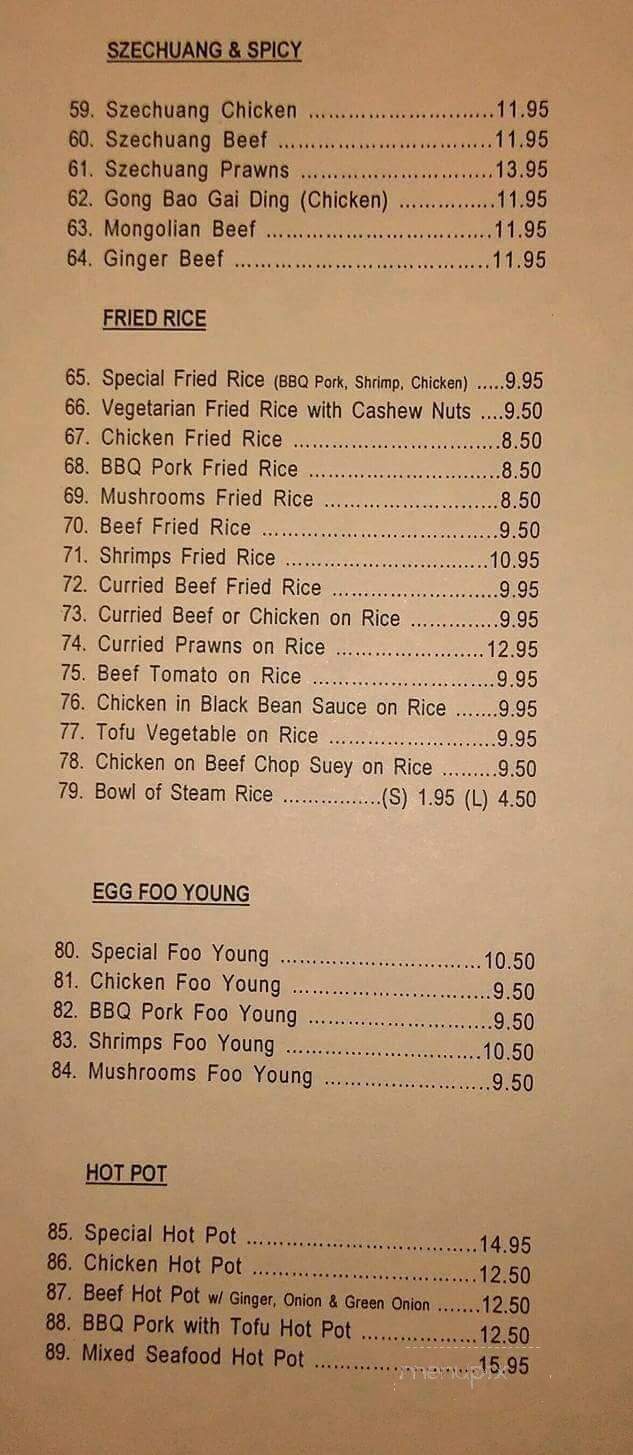 SZECHUANG & SPICY
59. Szechuang Chicken ..............................11.95
60. Szechuang Beef ..................................11.95
61. Szechuang Prawns ..............................13.95
62. Gong Bao Gai Ding (Chicken) ...............11.95
63. Mongolian Beef ...................................11.95
64. Ginger Beef ........................................11.95
FRIED RICE
65. Special Fried Rice (BBQ Pork, Shrimp, Chicken) .....9.95
66. Vegetarian Fried Rice with Cashew Nuts ....9.50
67. Chicken Fried Rice ................................8.50
68. BBQ Pork Fried Rice ..............................8.50
69. Mushrooms Fried Rice ...........................8.50
70. Beef Fried Rice .....................................9.50
71. Shrimps Fried Rice ...............................10.95
72. Curried Beef Fried Rice ..........................9.95
73. Curried Beef or Chicken on Rice .............9.95
74. Curried Prawns on Rice .......................12.95
75. Beef Tomato on Rice ............................9.95
76. Chicken in Black Bean Sauce on Rice .......9.95
77. Tofu Vegetable on Rice ..........................9.95
78. Chicken on Beef Chop Suey on Rice .........9.50
79. Bowl of Steam Rice ................(S) 1.95 (L) 4.50
EGG FOO YOUNG
80. Special Foo Young ...............................10.50
81. Chicken Foo Young ...............................9.50
82. BBQ Pork Foo Young .............................9.50
83. Shrimps Foo Young ..............................10.50
84. Mushrooms Foo Young ..........................9.50
HOT POT
85. Special Hot Pot ....................................14.95
86. Chicken Hot Pot ...................................12.50
87. Beef Hot Pot w/ Ginger, Onion & Green Onion .......12.50
88. BBQ Pork with Tofu Hot Pot ..................12.50
89. Mixed Seafood Hot Pot .........................15.95
menupix